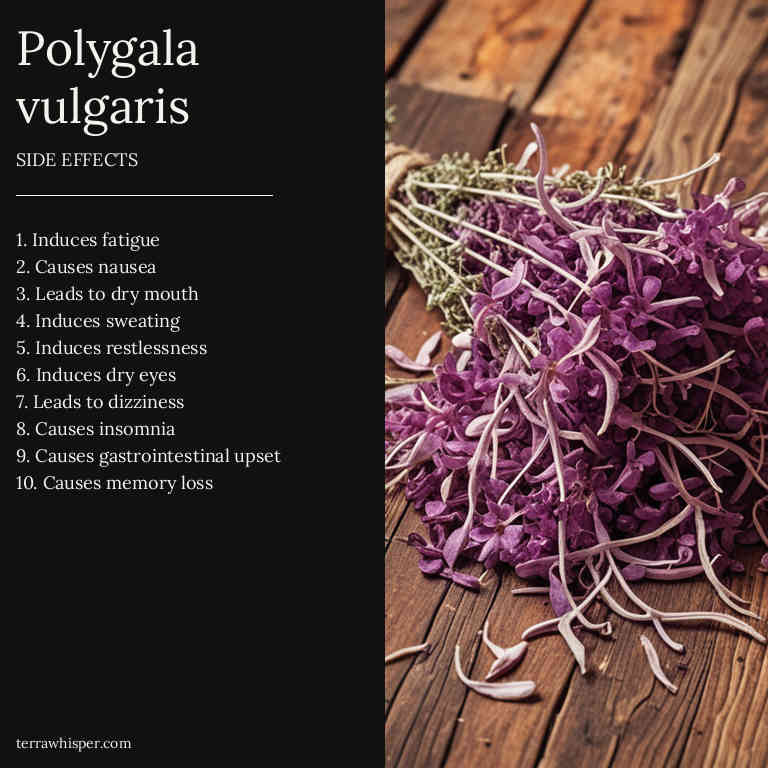 Polygala
vulgaris
SIDE EFFECTS
1. Induces fatigue
2. Causes nausea
3. Leads to dry mouth
4. Induces sweating
5. Induces restlessness
6. Induces dry eyes
7. Leads to dizziness
8. Causes insomnia
9. Causes gastrointestinal upset
10. Causes memory loss
terrawhisper.com